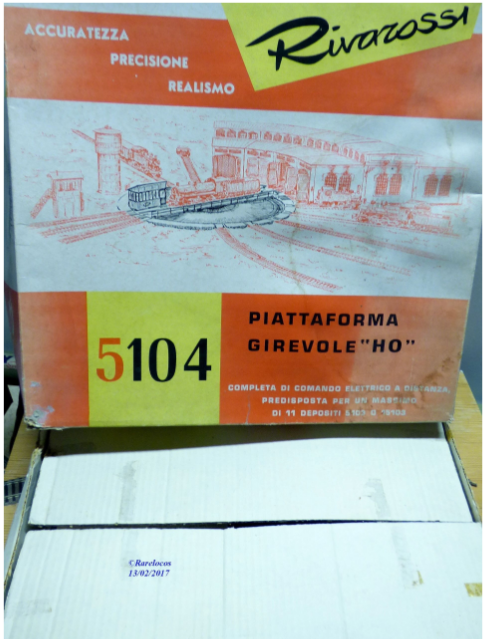 ACCURATEZZA
PRECISIONE
REALISMO
Rivarossi
5104
PIATTAFORMA
GIREVOLE "HO"
COMPLETA DI COMANDO ELETTRICO A DISTANZA,
PREDISPOSTA PER UN MASSIMO
DI 11 DEPOSITI
©Rarelocos
13/02/2017